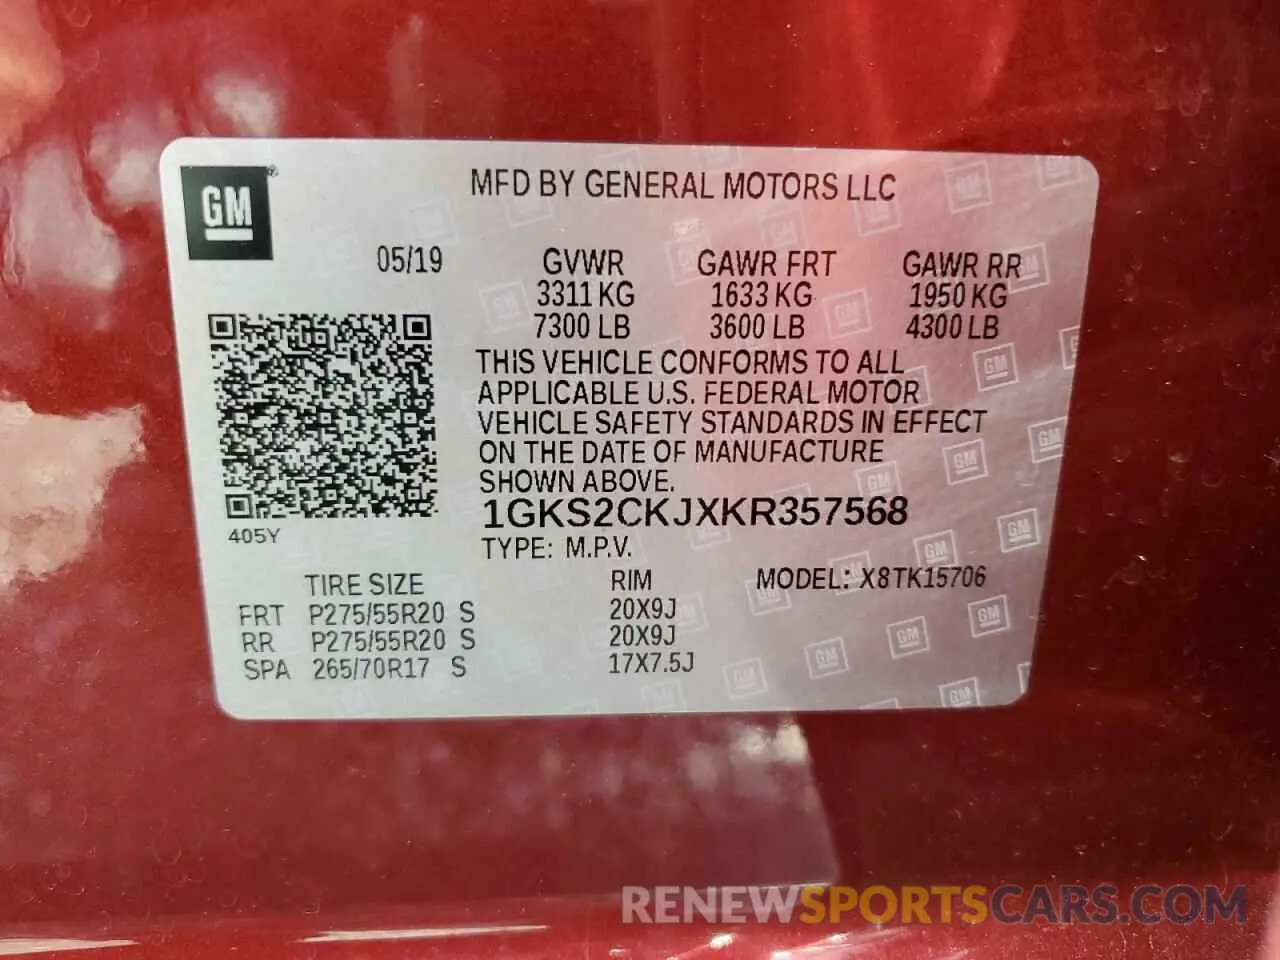 GM
MFD BY GENERAL MOTORS LLC
05/19 GVWR GAWR FRT GAWR RR
3311 KG 1633 KG 1950 KG
7300 LB 3600 LB 4300 LB
THIS VEHICLE CONFORMS TO ALL
APPLICABLE U.S. FEDERAL MOTOR
VEHICLE SAFETY STANDARDS IN EFFECT
ON THE DATE OF MANUFACTURE
SHOWN ABOVE.
1GKS2CKJXKR357568
405Y
TYPE: M.P.V.
TIRE SIZE RIM MODEL: X8TK15706
FRT P275/55R20 S 20X9J
RR P275/55R20 S 20X9J
SPA 265/70R17 S 17X7.5J
RENEWSPORTSCARS.COM